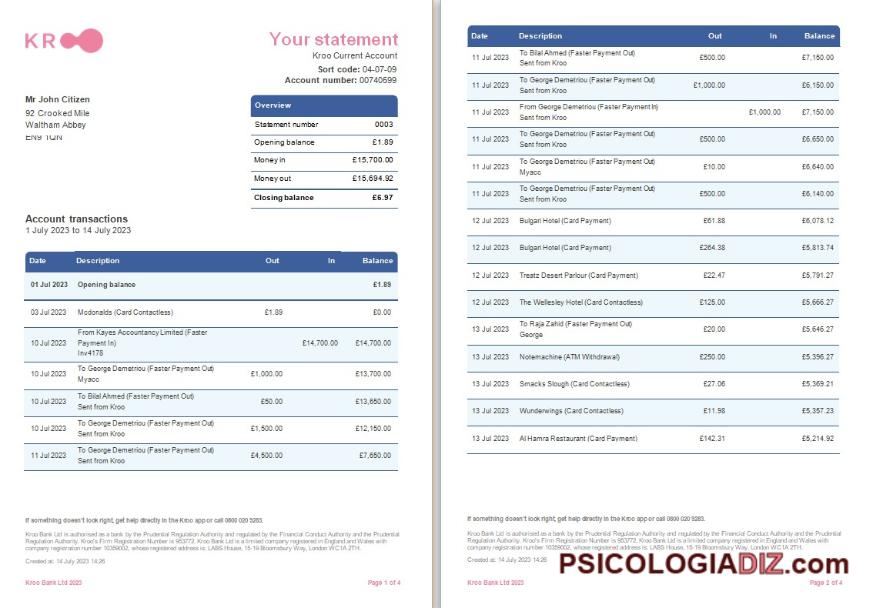 KROO
Your statement
Kroo Current Account
Sort code: 04-07-09
Account number: 00740699
Mr John Citizen
92 Crooked Mile
Waltham Abbey
EN9 1QN
Overview
Statement number 0003
Opening balance £1.89
Money in £15,700.00
Money out £15,694.92
Closing balance £6.97
Account transactions
1 July 2023 to 14 July 2023
Date Description Out In Balance
01 Jul 2023 Opening balance £1.89
03 Jul 2023 Mcdonalds (Card Contactless) £1.89 £0.00
From Kayes Accountancy Limited (Faster
10 Jul 2023 Payment In) £14,700.00 £14,700.00
Inv4178
10 Jul 2023 To George Demetriou (Faster Payment Out) £1,000.00 £13,700.00
Myacc
10 Jul 2023 To Bilal Ahmed (Faster Payment Out) £50.00 £13,650.00
Sent from Kroo
10 Jul 2023 To George Demetriou (Faster Payment Out) £1,500.00 £12,150.00
Sent from Kroo
11 Jul 2023 To George Demetriou (Faster Payment Out) £4,500.00 £7,650.00
Sent from Kroo
If something doesn't look right, get help directly in the Kroo app or call 0800 020 5283.
Kroo Bank Ltd is authorised as a bank by the Prudential Regulation Authority and regulated by the Financial Conduct Authority and the Prudential
Regulation Authority. Kroo's Firm Registration Number is 953772. Kroo Bank Ltd is a limited company registered in England and Wales with
company registration number 10359002, whose registered address is: LABS House, 15-19 Bloomsbury Way, London WC1A 2TH.
Created at: 14 July 2023 14:26
Kroo Bank Ltd 2023 Page 1 of 4
Date Description Out In Balance
11 Jul 2023 To Bilal Ahmed (Faster Payment Out) £500.00 £7,150.00
Sent from Kroo
11 Jul 2023 To George Demetriou (Faster Payment Out) £1,000.00 £6,150.00
Sent from Kroo
11 Jul 2023 From George Demetriou (Faster Payment In) £1,000.00 £7,150.00
Sent from Kroo
11 Jul 2023 To George Demetriou (Faster Payment Out) £500.00 £6,650.00
Sent from Kroo
11 Jul 2023 To George Demetriou (Faster Payment Out) £10.00 £6,640.00
Myacc
11 Jul 2023 To George Demetriou (Faster Payment Out) £500.00 £6,140.00
Sent from Kroo
12 Jul 2023 Bulgari Hotel (Card Payment) £61.88 £6,078.12
12 Jul 2023 Bulgari Hotel (Card Payment) £264.38 £5,813.74
12 Jul 2023 Treatz Desert Parlour (Card Payment) £22.47 £5,791.27
12 Jul 2023 The Wellesley Hotel (Card Contactless) £125.00 £5,666.27
13 Jul 2023 To Raja Zahid (Faster Payment Out) £20.00 £5,646.27
George
13 Jul 2023 Notemachine (ATM Withdrawal) £250.00 £5,396.27
13 Jul 2023 Smacks Slough (Card Contactless) £27.06 £5,369.21
13 Jul 2023 Wunderwings (Card Contactless) £11.98 £5,357.23
13 Jul 2023 Al Hamra Restaurant (Card Payment) £142.31 £5,214.92
If something doesn't look right, get help directly in the Kroo app or call 0800 020 5283.
Kroo Bank Ltd is authorised as a bank by the Prudential Regulation Authority and regulated by the Financial Conduct Authority and the Prudential
Regulation Authority. Kroo's Firm Registration Number is 953772. Kroo Bank Ltd is a limited company registered in England and Wales with
company registration number 10359002, whose registered address is: LABS House, 15-19 Bloomsbury Way, London WC1A 2TH.
Created at: 14 July 2023 14:26
PSICOLOGIADIZ.com
Kroo Bank Ltd 2023 Page 2 of 4